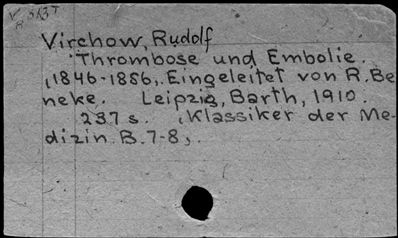 Virchow, Rudolf
Thrombose und Embolie.
(1846-1856). Eingeleitet von R. Be
neke. Leipzig, Barth, 1910.
237 s. (Klassiker der Me-
dizin. B. 7-8).